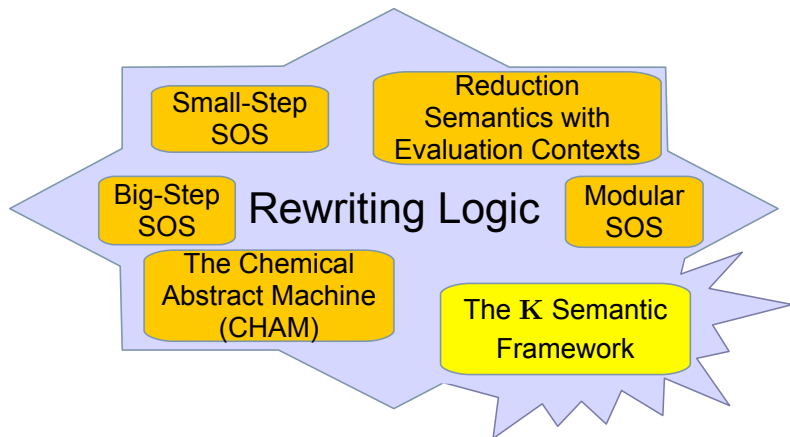 Small-Step
SOS
Reduction
Semantics with
Evaluation Contexts
Big-Step
SOS
Rewriting Logic
Modular
SOS
The Chemical
Abstract Machine
(CHAM)
The K Semantic
Framework